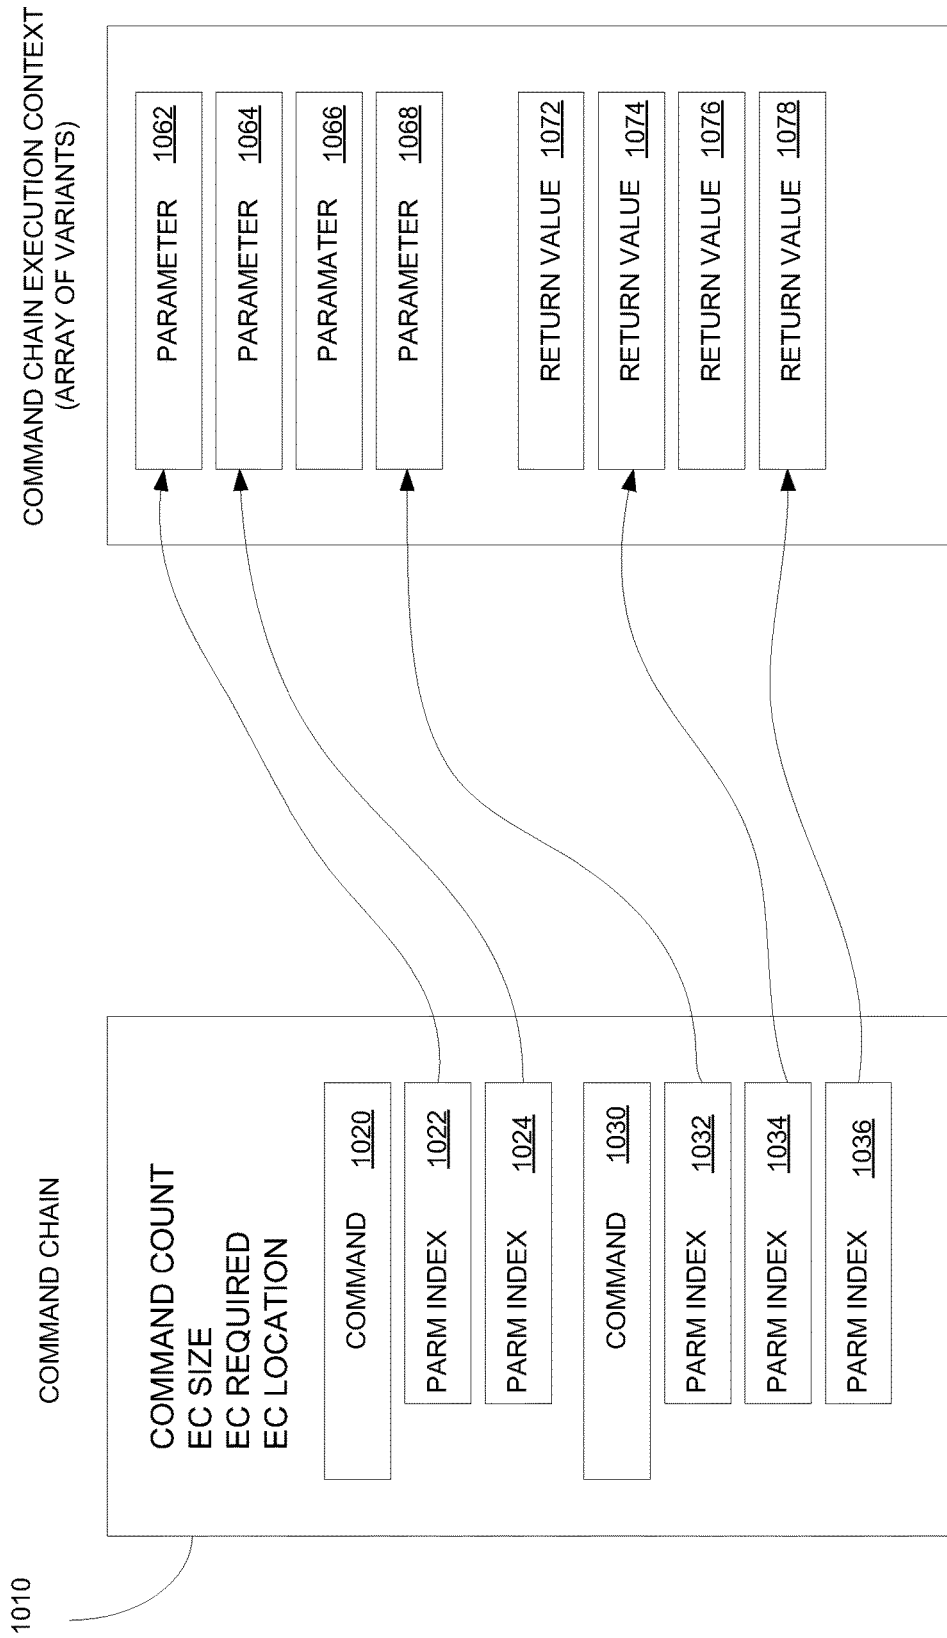 1010
COMMAND CHAIN
COMMAND COUNT
EC SIZE
EC REQUIRED
EC LOCATION
COMMAND 1020
PARM INDEX 1022
PARM INDEX 1024
COMMAND 1030
PARM INDEX 1032
PARM INDEX 1034
PARM INDEX 1036
COMMAND CHAIN EXECUTION CONTEXT
(ARRAY OF VARIANTS)
PARAMETER 1062
PARAMETER 1064
PARAMATER 1066
PARAMETER 1068
RETURN VALUE 1072
RETURN VALUE 1074
RETURN VALUE 1076
RETURN VALUE 1078